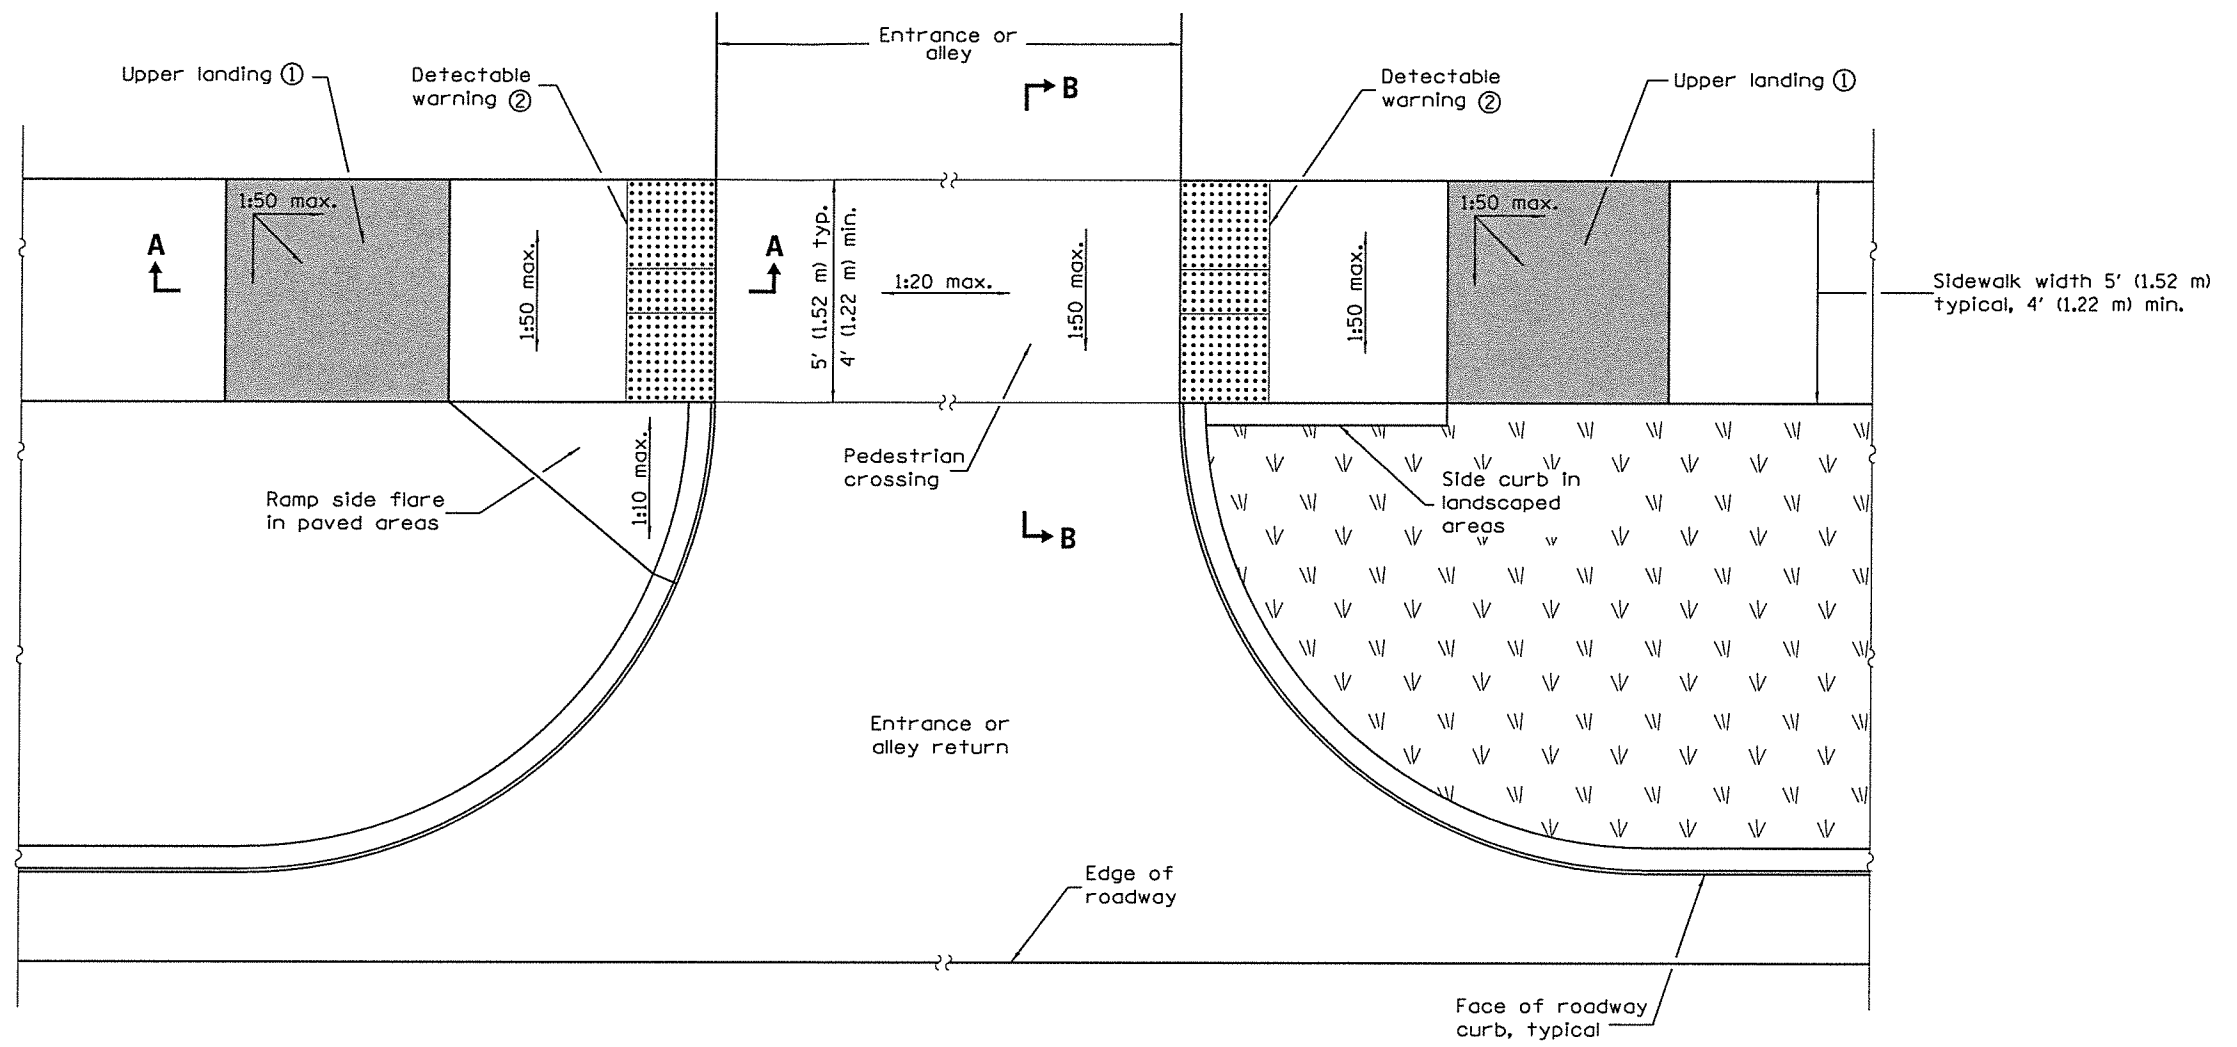 Entrance or
alley
Upper landing ①
Detectable
warning ②
B
Detectable
warning ②
Upper landing ①
1:50 max.
A
1:50 max.
A
5' (1.52 m) typ.
4' (1.22 m) min.
1:20 max.
1:50 max.
1:50 max.
1:50 max.
Sidewalk width 5' (1.52 m)
typical, 4' (1.22 m) min.
Ramp side flare
in paved areas
1:10 max.
Pedestrian
crossing
B
Side curb in
landscaped
areas
Entrance or
alley return
Edge of
roadway
Face of roadway
curb, typical